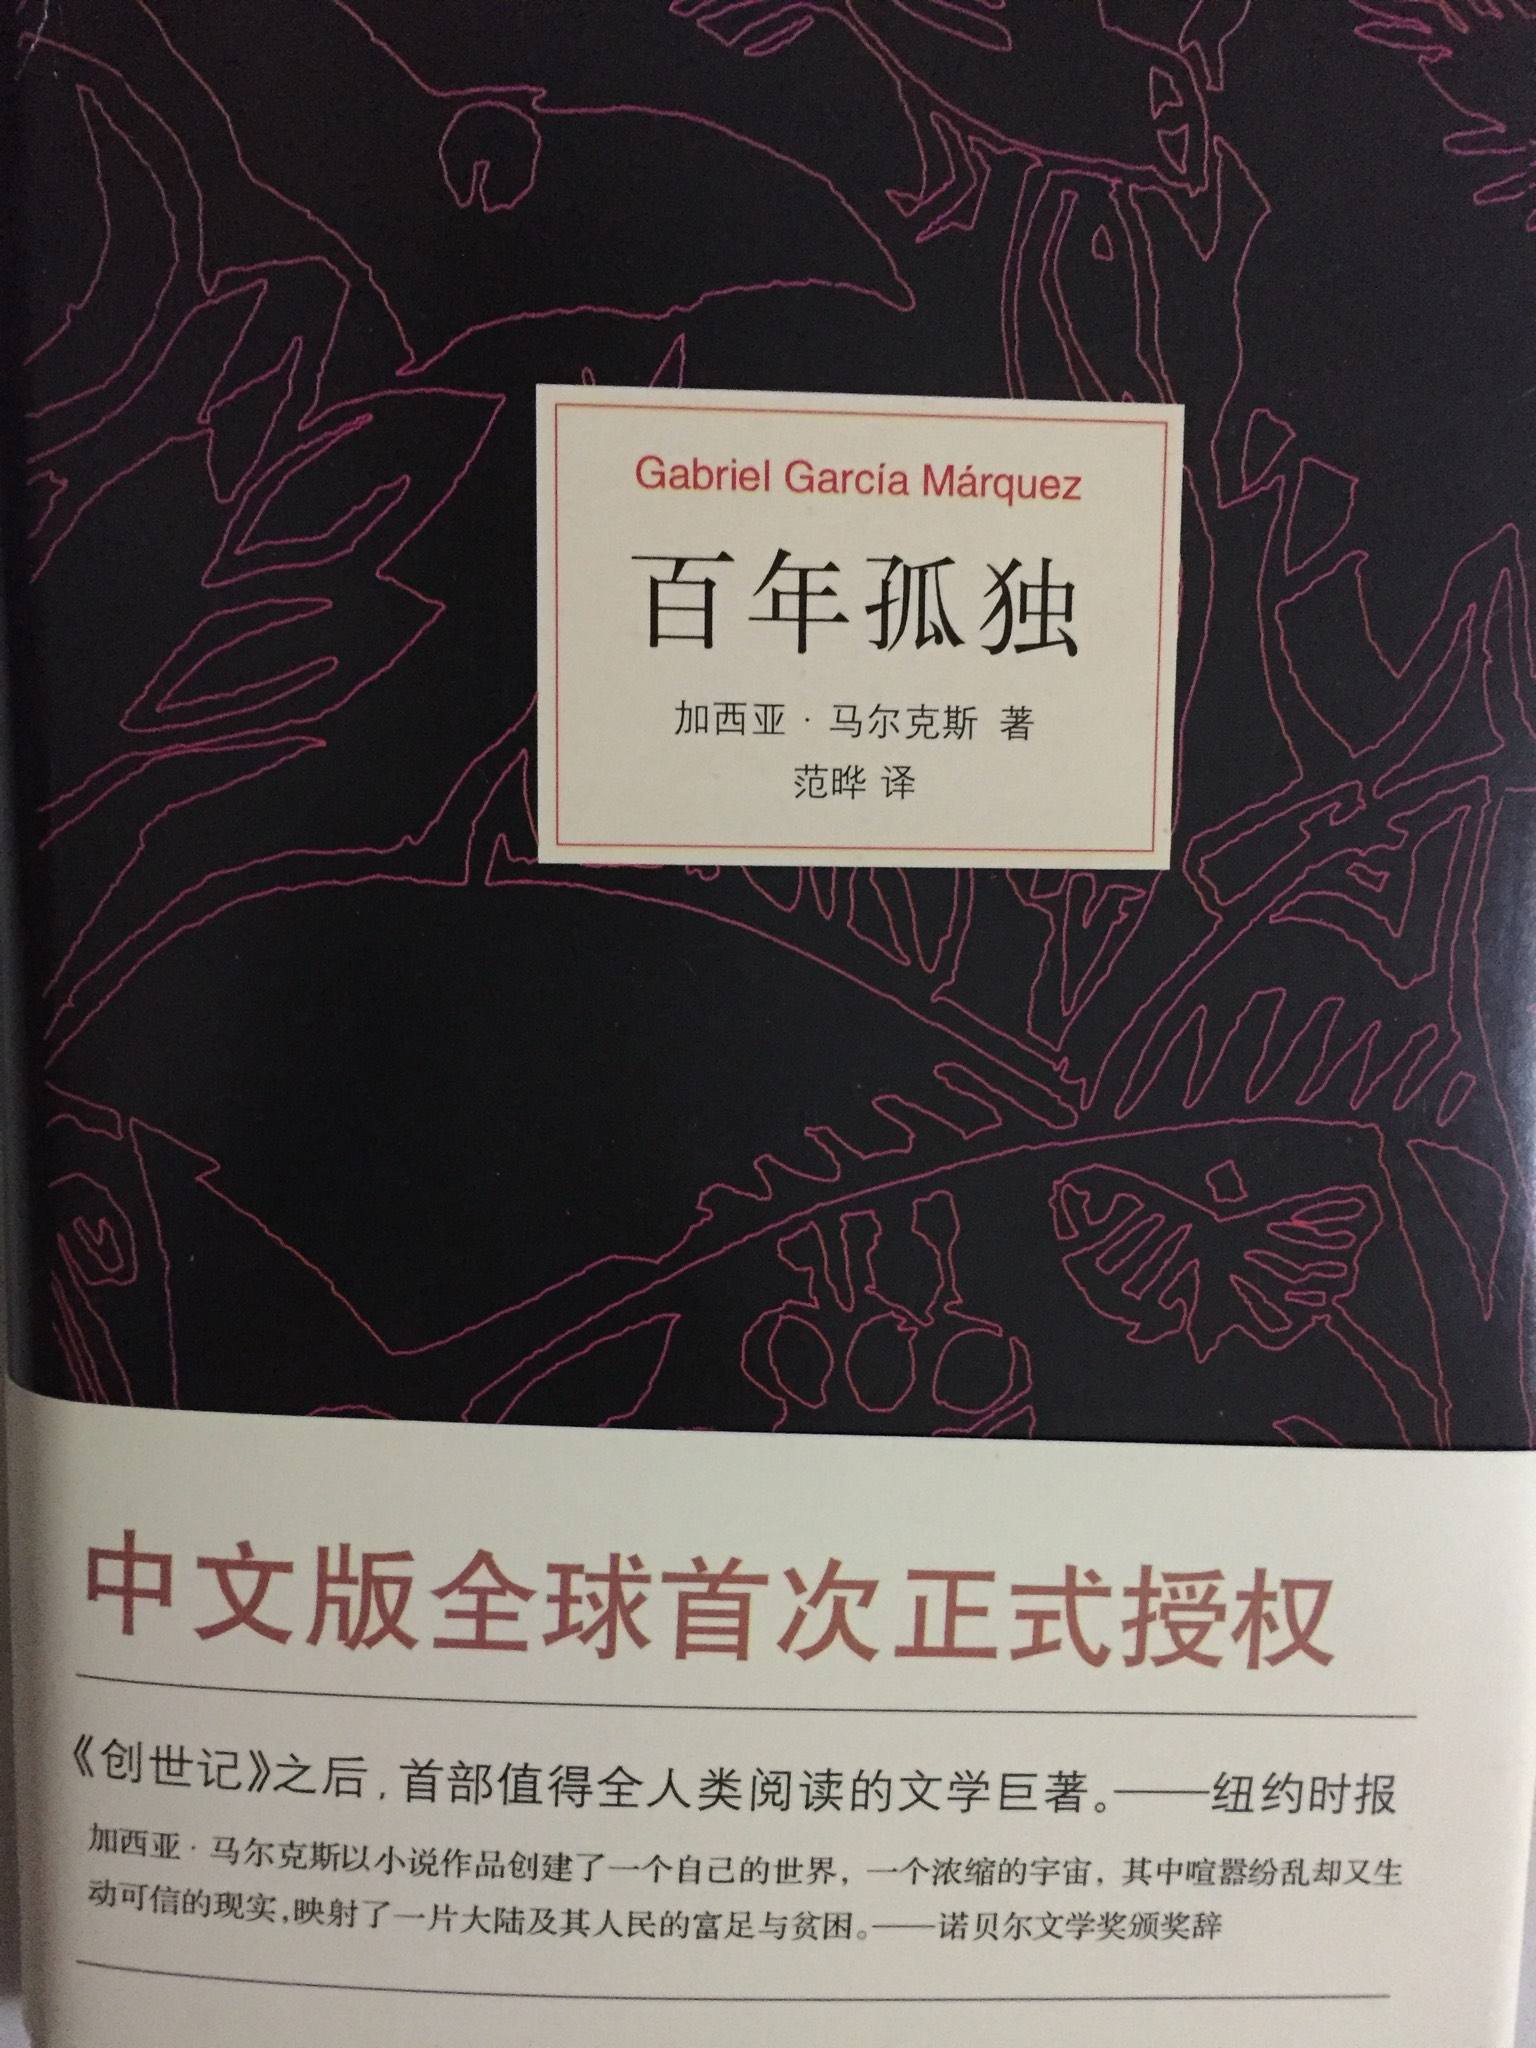 Gabriel García Márquez
百年孤独
加西亚·马尔克斯 著
范晔 译
中文版全球首次正式授权
《创世记》之后，首部值得全人类阅读的文学巨著。——纽约时报
加西亚·马尔克斯以小说作品创建了一个自己的世界，一个浓缩的宇宙，其中喧嚣纷乱却又生
动可信的现实，映射了一片大陆及其人民的富足与贫困。——诺贝尔文学奖颁奖辞